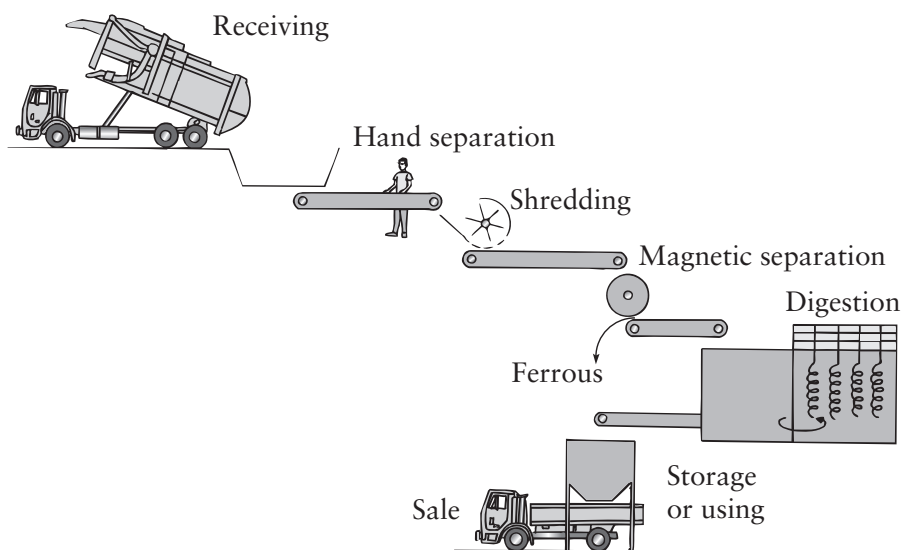 Receiving
Hand separation
Shredding
Magnetic separation
Digestion
Ferrous
Storage
or using
Sale